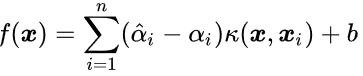 f(𝒙) = ∑_{i=1}^{n} (α̂_i − α_i)κ(𝒙, 𝒙_i) + b